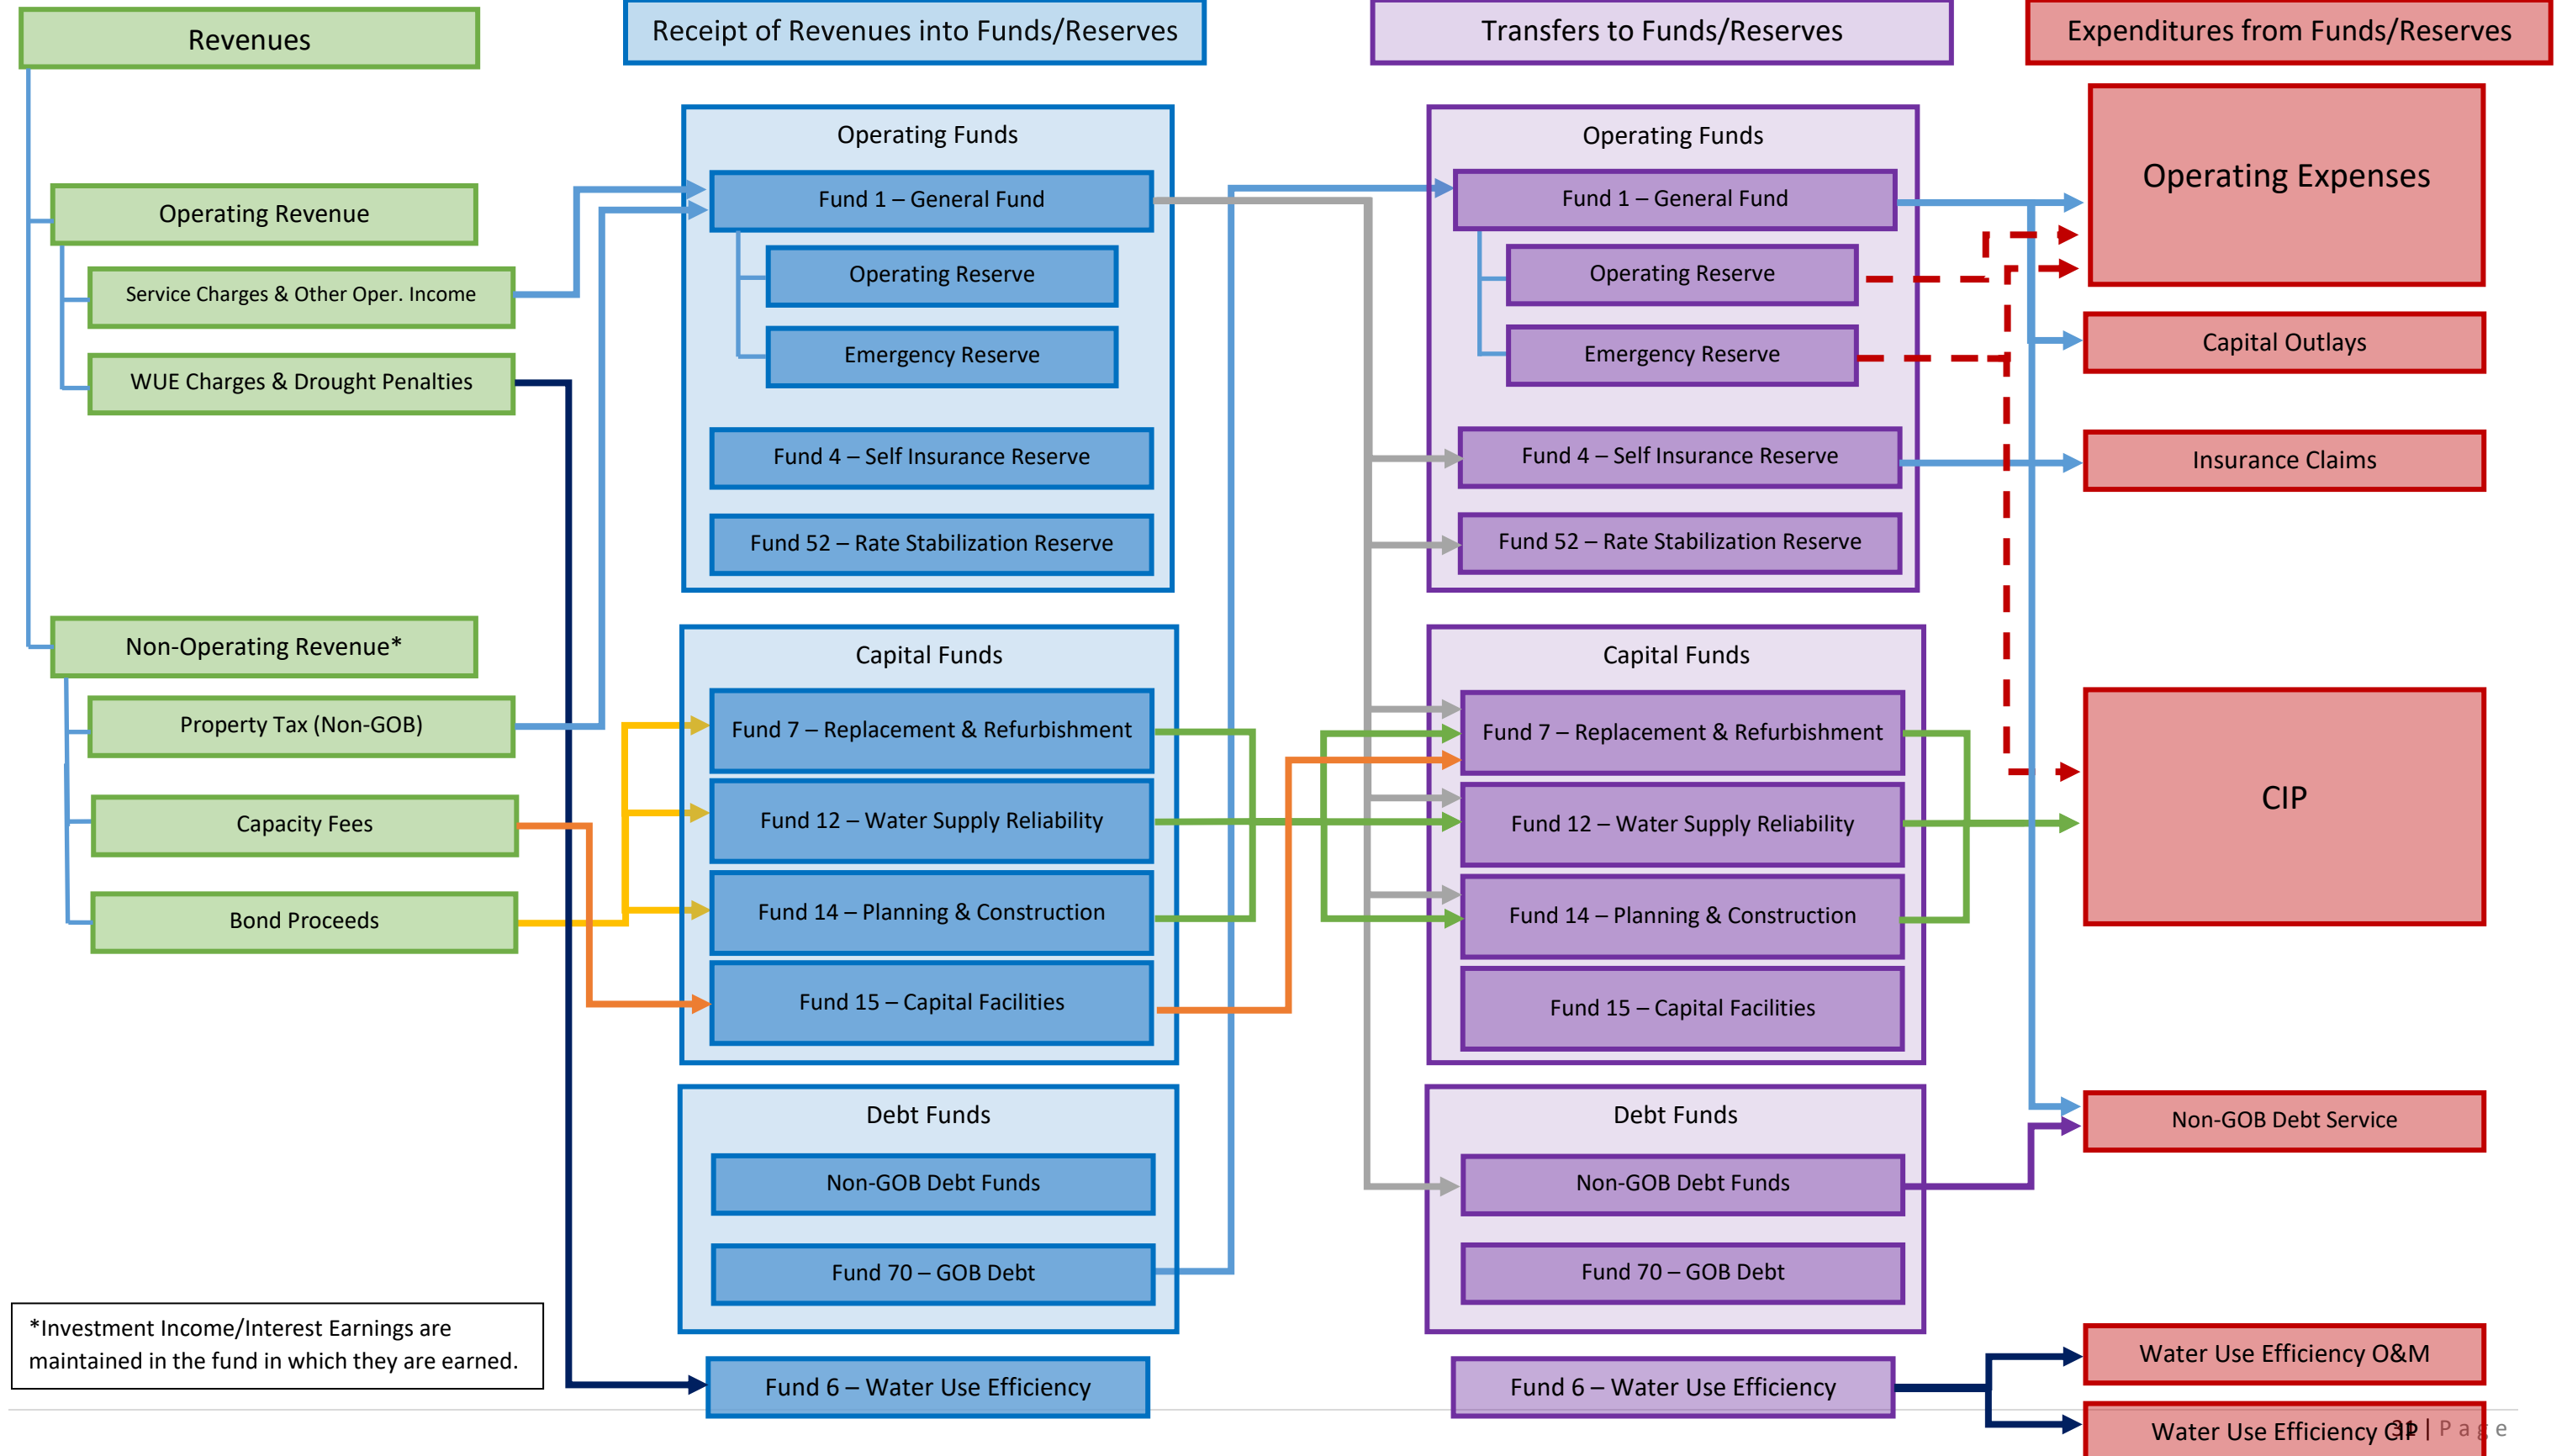 Revenues
Receipt of Revenues into Funds/Reserves
Transfers to Funds/Reserves
Expenditures from Funds/Reserves
Operating Revenue
Service Charges & Other Oper. Income
WUE Charges & Drought Penalties
Non-Operating Revenue*
Property Tax (Non-GOB)
Capacity Fees
Bond Proceeds
*Investment Income/Interest Earnings are
maintained in the fund in which they are earned.
Operating Funds
Fund 1 – General Fund
Operating Reserve
Emergency Reserve
Fund 4 – Self Insurance Reserve
Fund 52 – Rate Stabilization Reserve
Capital Funds
Fund 7 – Replacement & Refurbishment
Fund 12 – Water Supply Reliability
Fund 14 – Planning & Construction
Fund 15 – Capital Facilities
Debt Funds
Non-GOB Debt Funds
Fund 70 – GOB Debt
Fund 6 – Water Use Efficiency
Operating Funds
Fund 1 – General Fund
Operating Reserve
Emergency Reserve
Fund 4 – Self Insurance Reserve
Fund 52 – Rate Stabilization Reserve
Capital Funds
Fund 7 – Replacement & Refurbishment
Fund 12 – Water Supply Reliability
Fund 14 – Planning & Construction
Fund 15 – Capital Facilities
Debt Funds
Non-GOB Debt Funds
Fund 70 – GOB Debt
Fund 6 – Water Use Efficiency
Operating Expenses
Capital Outlays
Insurance Claims
CIP
Non-GOB Debt Service
Water Use Efficiency O&M
Water Use Efficiency CIP
31 | Page